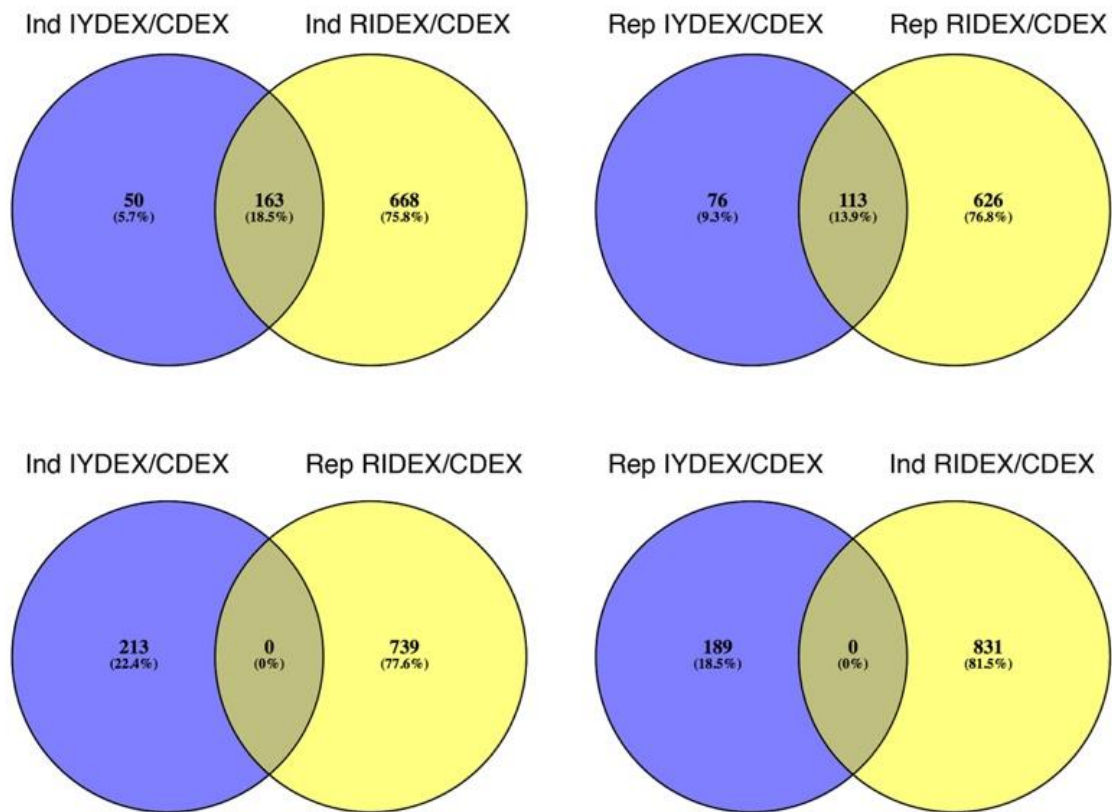 Ind IYDEX/CDEX Ind RIDEX/CDEX
50 163 668
(5.7%) (18.5%) (75.8%)
Rep IYDEX/CDEX Rep RIDEX/CDEX
76 113 626
(9.3%) (13.9%) (76.8%)
Ind IYDEX/CDEX Rep RIDEX/CDEX
213 0 739
(22.4%) (0%) (77.6%)
Rep IYDEX/CDEX Ind RIDEX/CDEX
189 0 831
(18.5%) (0%) (81.5%)